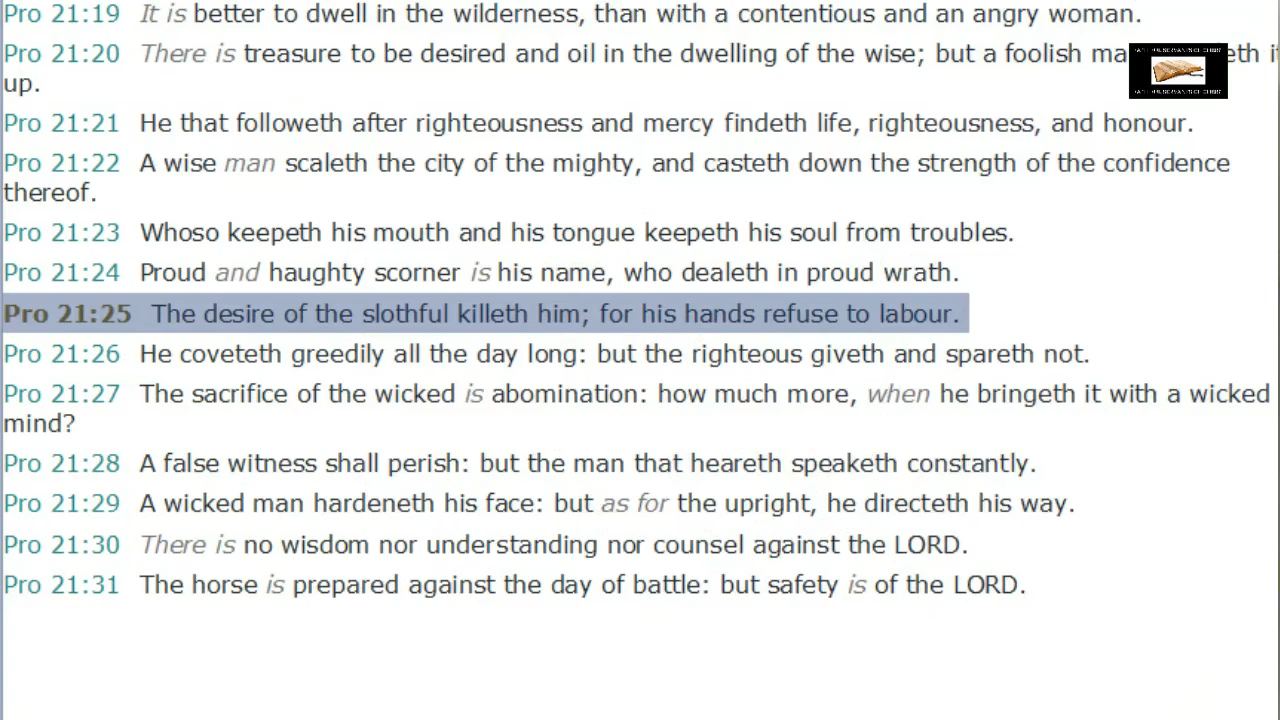 Pro 21:19 It is better to dwell in the wilderness, than with a contentious and an angry woman.
Pro 21:20 There is treasure to be desired and oil in the dwelling of the wise; but a foolish
up.
Pro 21:21 He that followeth after righteousness and mercy findeth life, righteousness, and honour.
Pro 21:22 A wise man scaleth the city of the mighty, and casteth down the strength of the confidence
thereof.
Pro 21:23 Whoso keepeth his mouth and his tongue keepeth his soul from troubles.
Pro 21:24 Proud and haughty scorner is his name, who dealeth in proud wrath.
Pro 21:25 The desire of the slothful killeth him; for his hands refuse to labour.
Pro 21:26 He coveteth greedily all the day long: but the righteous giveth and spareth not.
Pro 21:27 The sacrifice of the wicked is abomination: how much more, when he bringeth it with a wicked
mind?
Pro 21:28 A false witness shall perish: but the man that heareth speaketh constantly.
Pro 21:29 A wicked man hardeneth his face: but as for the upright, he directeth his way.
Pro 21:30 There is no wisdom nor understanding nor counsel against the LORD.
Pro 21:31 The horse is prepared against the day of battle: but safety is of the LORD.